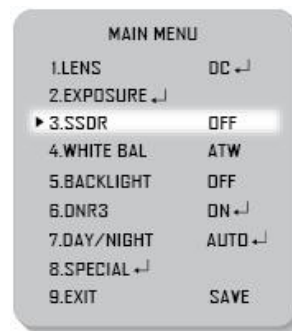 MAIN MENU
1.LENS DC ↵
2.EXPOSURE ↵
▶ 3.SSDR OFF
4.WHITE BAL ATW
5.BACKLIGHT OFF
6.DNR3 ON ↵
7.DAY/NIGHT AUTO ↵
8.SPECIAL ↵
9.EXIT SAVE